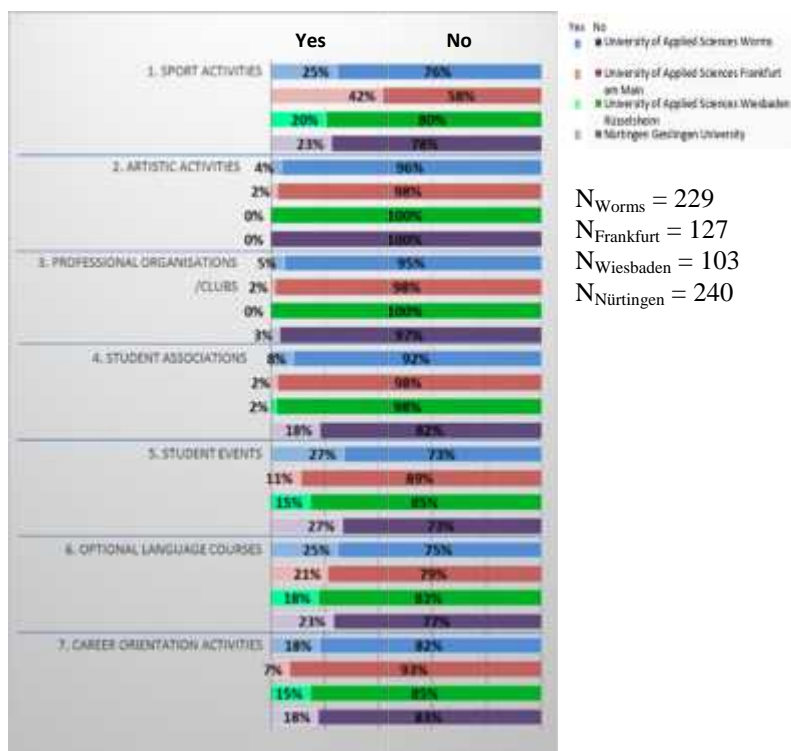 Yes No
1. SPORT ACTIVITIES 25% 76%
42% 58%
20% 80%
23% 78%
2. ARTISTIC ACTIVITIES 4% 96%
2% 98%
0% 100%
0% 100%
3. PROFESSIONAL ORGANISATIONS 5% 95%
/CLUBS 2% 98%
0% 100%
3% 97%
4. STUDENT ASSOCIATIONS 8% 92%
2% 98%
2% 98%
18% 82%
5. STUDENT EVENTS 27% 73%
11% 89%
15% 85%
27% 73%
6. OPTIONAL LANGUAGE COURSES 25% 75%
21% 79%
18% 82%
23% 77%
7. CAREER ORIENTATION ACTIVITIES 18% 82%
7% 93%
15% 85%
18% 83%
Yes No
University of Applied Sciences Worms
University of Applied Sciences Frankfurt
am Main
University of Applied Sciences Wiesbaden
Rüsselsheim
Nürtingen Geislingen University
N Worms = 229
N Frankfurt = 127
N Wiesbaden = 103
N Nürtingen = 240